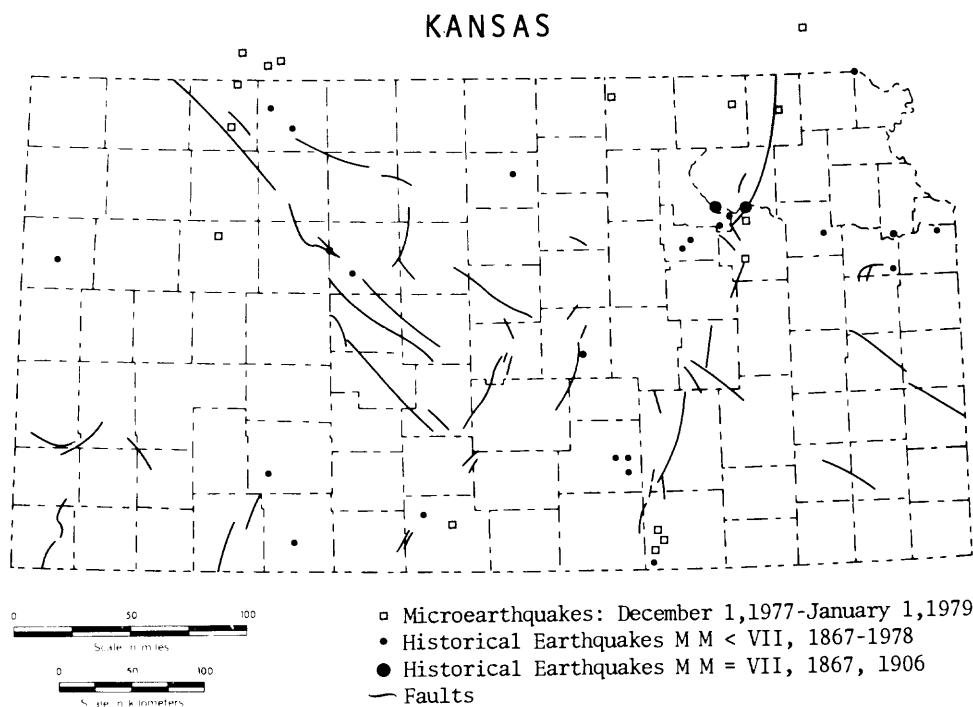 KANSAS
0 50 100
Scale in miles
0 50 100
Scale in kilometers
Microearthquakes: December 1,1977-January 1,1979
Historical Earthquakes M M < VII, 1867-1978
Historical Earthquakes M M = VII, 1867, 1906
Faults